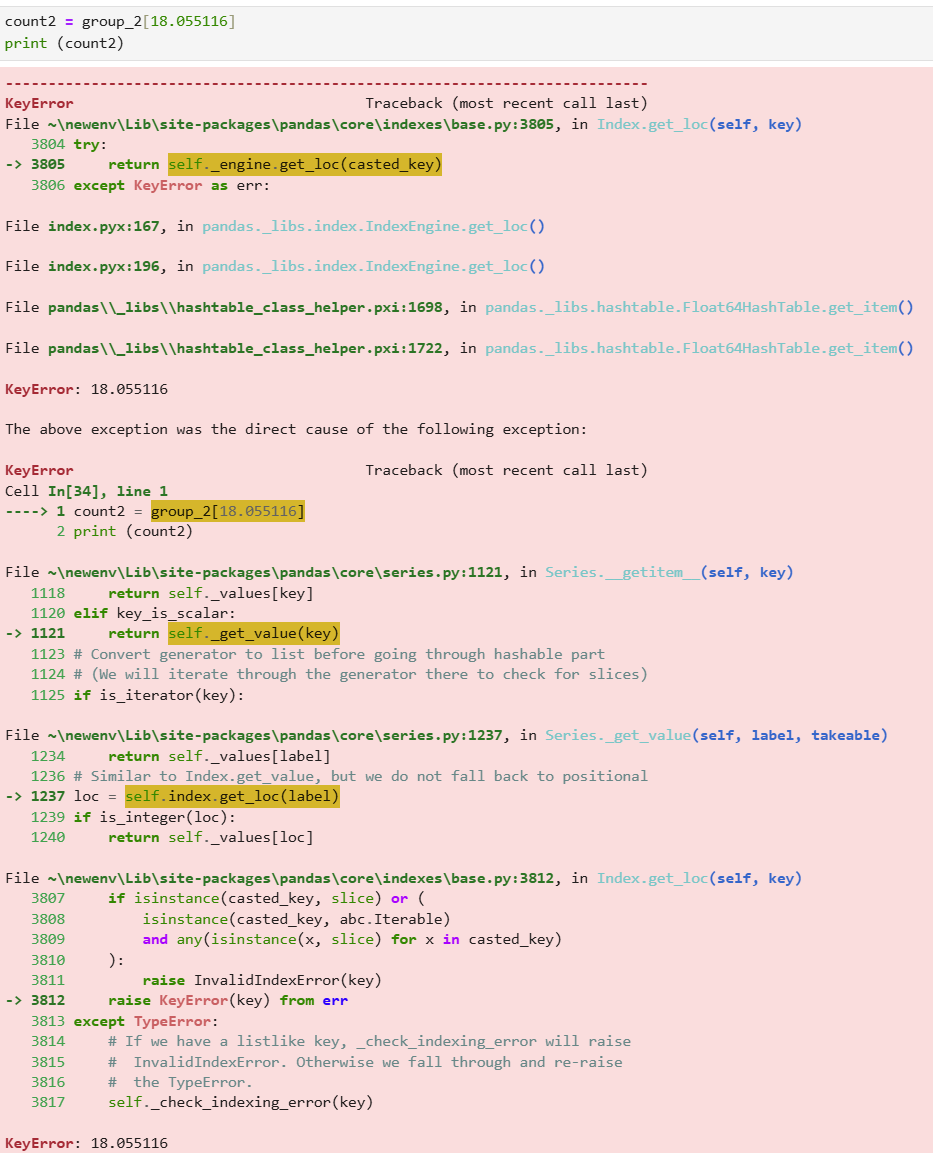 count2 = group_2[18.055116]
print (count2)
---------------------------------------------------------------------------
KeyError                                  Traceback (most recent call last)
File ~\newenv\Lib\site-packages\pandas\core\indexes\base.py:3805, in Index.get_loc(self, key)
   3804 try:
-> 3805     return self._engine.get_loc(casted_key)
   3806 except KeyError as err:
File index.pyx:167, in pandas._libs.index.IndexEngine.get_loc()
File index.pyx:196, in pandas._libs.index.IndexEngine.get_loc()
File pandas\\_libs\\hashtable_class_helper.pxi:1698, in pandas._libs.hashtable.Float64HashTable.get_item()
File pandas\\_libs\\hashtable_class_helper.pxi:1722, in pandas._libs.hashtable.Float64HashTable.get_item()
KeyError: 18.055116
The above exception was the direct cause of the following exception:
KeyError                                  Traceback (most recent call last)
Cell In[34], line 1
----> 1 count2 = group_2[18.055116]
      2 print (count2)
File ~\newenv\Lib\site-packages\pandas\core\series.py:1121, in Series.__getitem__(self, key)
   1118     return self._values[key]
   1120 elif key_is_scalar:
-> 1121     return self._get_value(key)
   1123 # Convert generator to list before going through hashable part
   1124 # (We will iterate through the generator there to check for slices)
   1125 if is_iterator(key):
File ~\newenv\Lib\site-packages\pandas\core\series.py:1237, in Series._get_value(self, label, takeable)
   1234     return self._values[label]
   1236 # Similar to Index.get_value, but we do not fall back to positional
-> 1237 loc = self.index.get_loc(label)
   1239 if is_integer(loc):
   1240     return self._values[loc]
File ~\newenv\Lib\site-packages\pandas\core\indexes\base.py:3812, in Index.get_loc(self, key)
   3807     if isinstance(casted_key, slice) or (
   3808         isinstance(casted_key, abc.Iterable)
   3809         and any(isinstance(x, slice) for x in casted_key)
   3810     ):
   3811         raise InvalidIndexError(key)
-> 3812     raise KeyError(key) from err
   3813 except TypeError:
   3814     # If we have a listlike key, _check_indexing_error will raise
   3815     #  InvalidIndexError. Otherwise we fall through and re-raise
   3816     #  the TypeError.
   3817     self._check_indexing_error(key)
KeyError: 18.055116